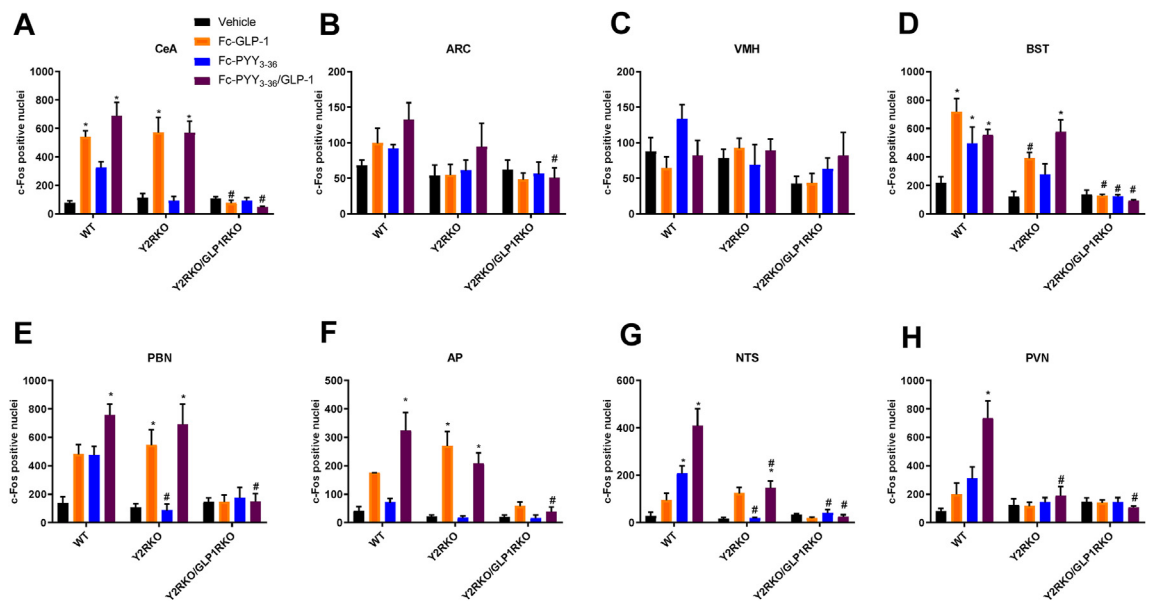 A
CeA
c-Fos positive nuclei
1000
800
600
400
200
0
* * * * # #
WT
Y2RKO
Y2RKO/GLP1RKO
Vehicle
Fc-GLP-1
Fc-PYY3-36
Fc-PYY3-36/GLP-1
B
ARC
c-Fos positive nuclei
200
150
100
50
0
#
WT
Y2RKO
Y2RKO/GLP1RKO
C
VMH
c-Fos positive nuclei
200
150
100
50
0
WT
Y2RKO
Y2RKO/GLP1RKO
D
BST
c-Fos positive nuclei
1000
800
600
400
200
0
* * * # * # # #
WT
Y2RKO
Y2RKO/GLP1RKO
E
PBN
c-Fos positive nuclei
1000
800
600
400
200
0
* * # * #
WT
Y2RKO
Y2RKO/GLP1RKO
F
AP
c-Fos positive nuclei
500
400
300
200
100
0
* * * #
WT
Y2RKO
Y2RKO/GLP1RKO
G
NTS
c-Fos positive nuclei
600
400
200
0
* * # # * # #
WT
Y2RKO
Y2RKO/GLP1RKO
H
PVN
c-Fos positive nuclei
1000
800
600
400
200
0
* # #
WT
Y2RKO
Y2RKO/GLP1RKO